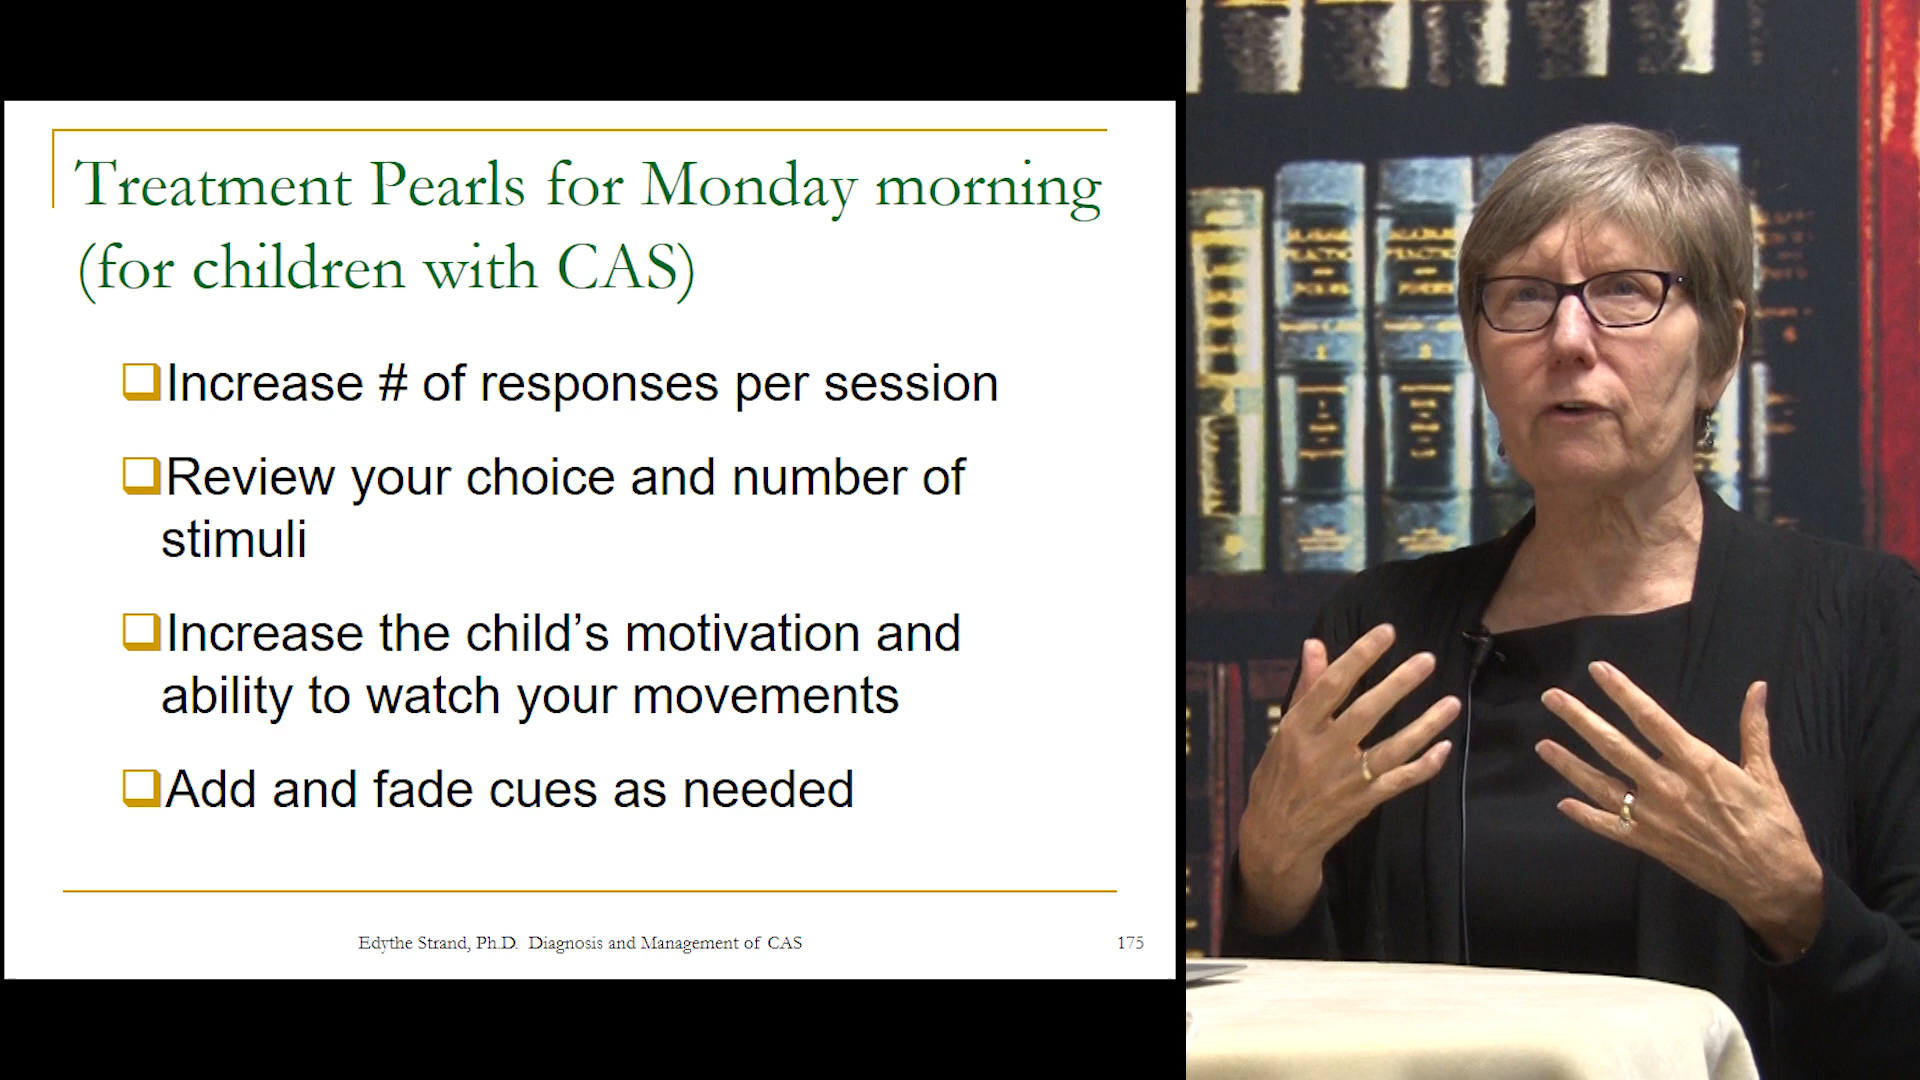 Treatment Pearls for Monday morning
(for children with CAS)
Increase # of responses per session
Review your choice and number of
stimuli
Increase the child's motivation and
ability to watch your movements
Add and fade cues as needed
Edythe Strand, Ph.D. Diagnosis and Management of CAS 175